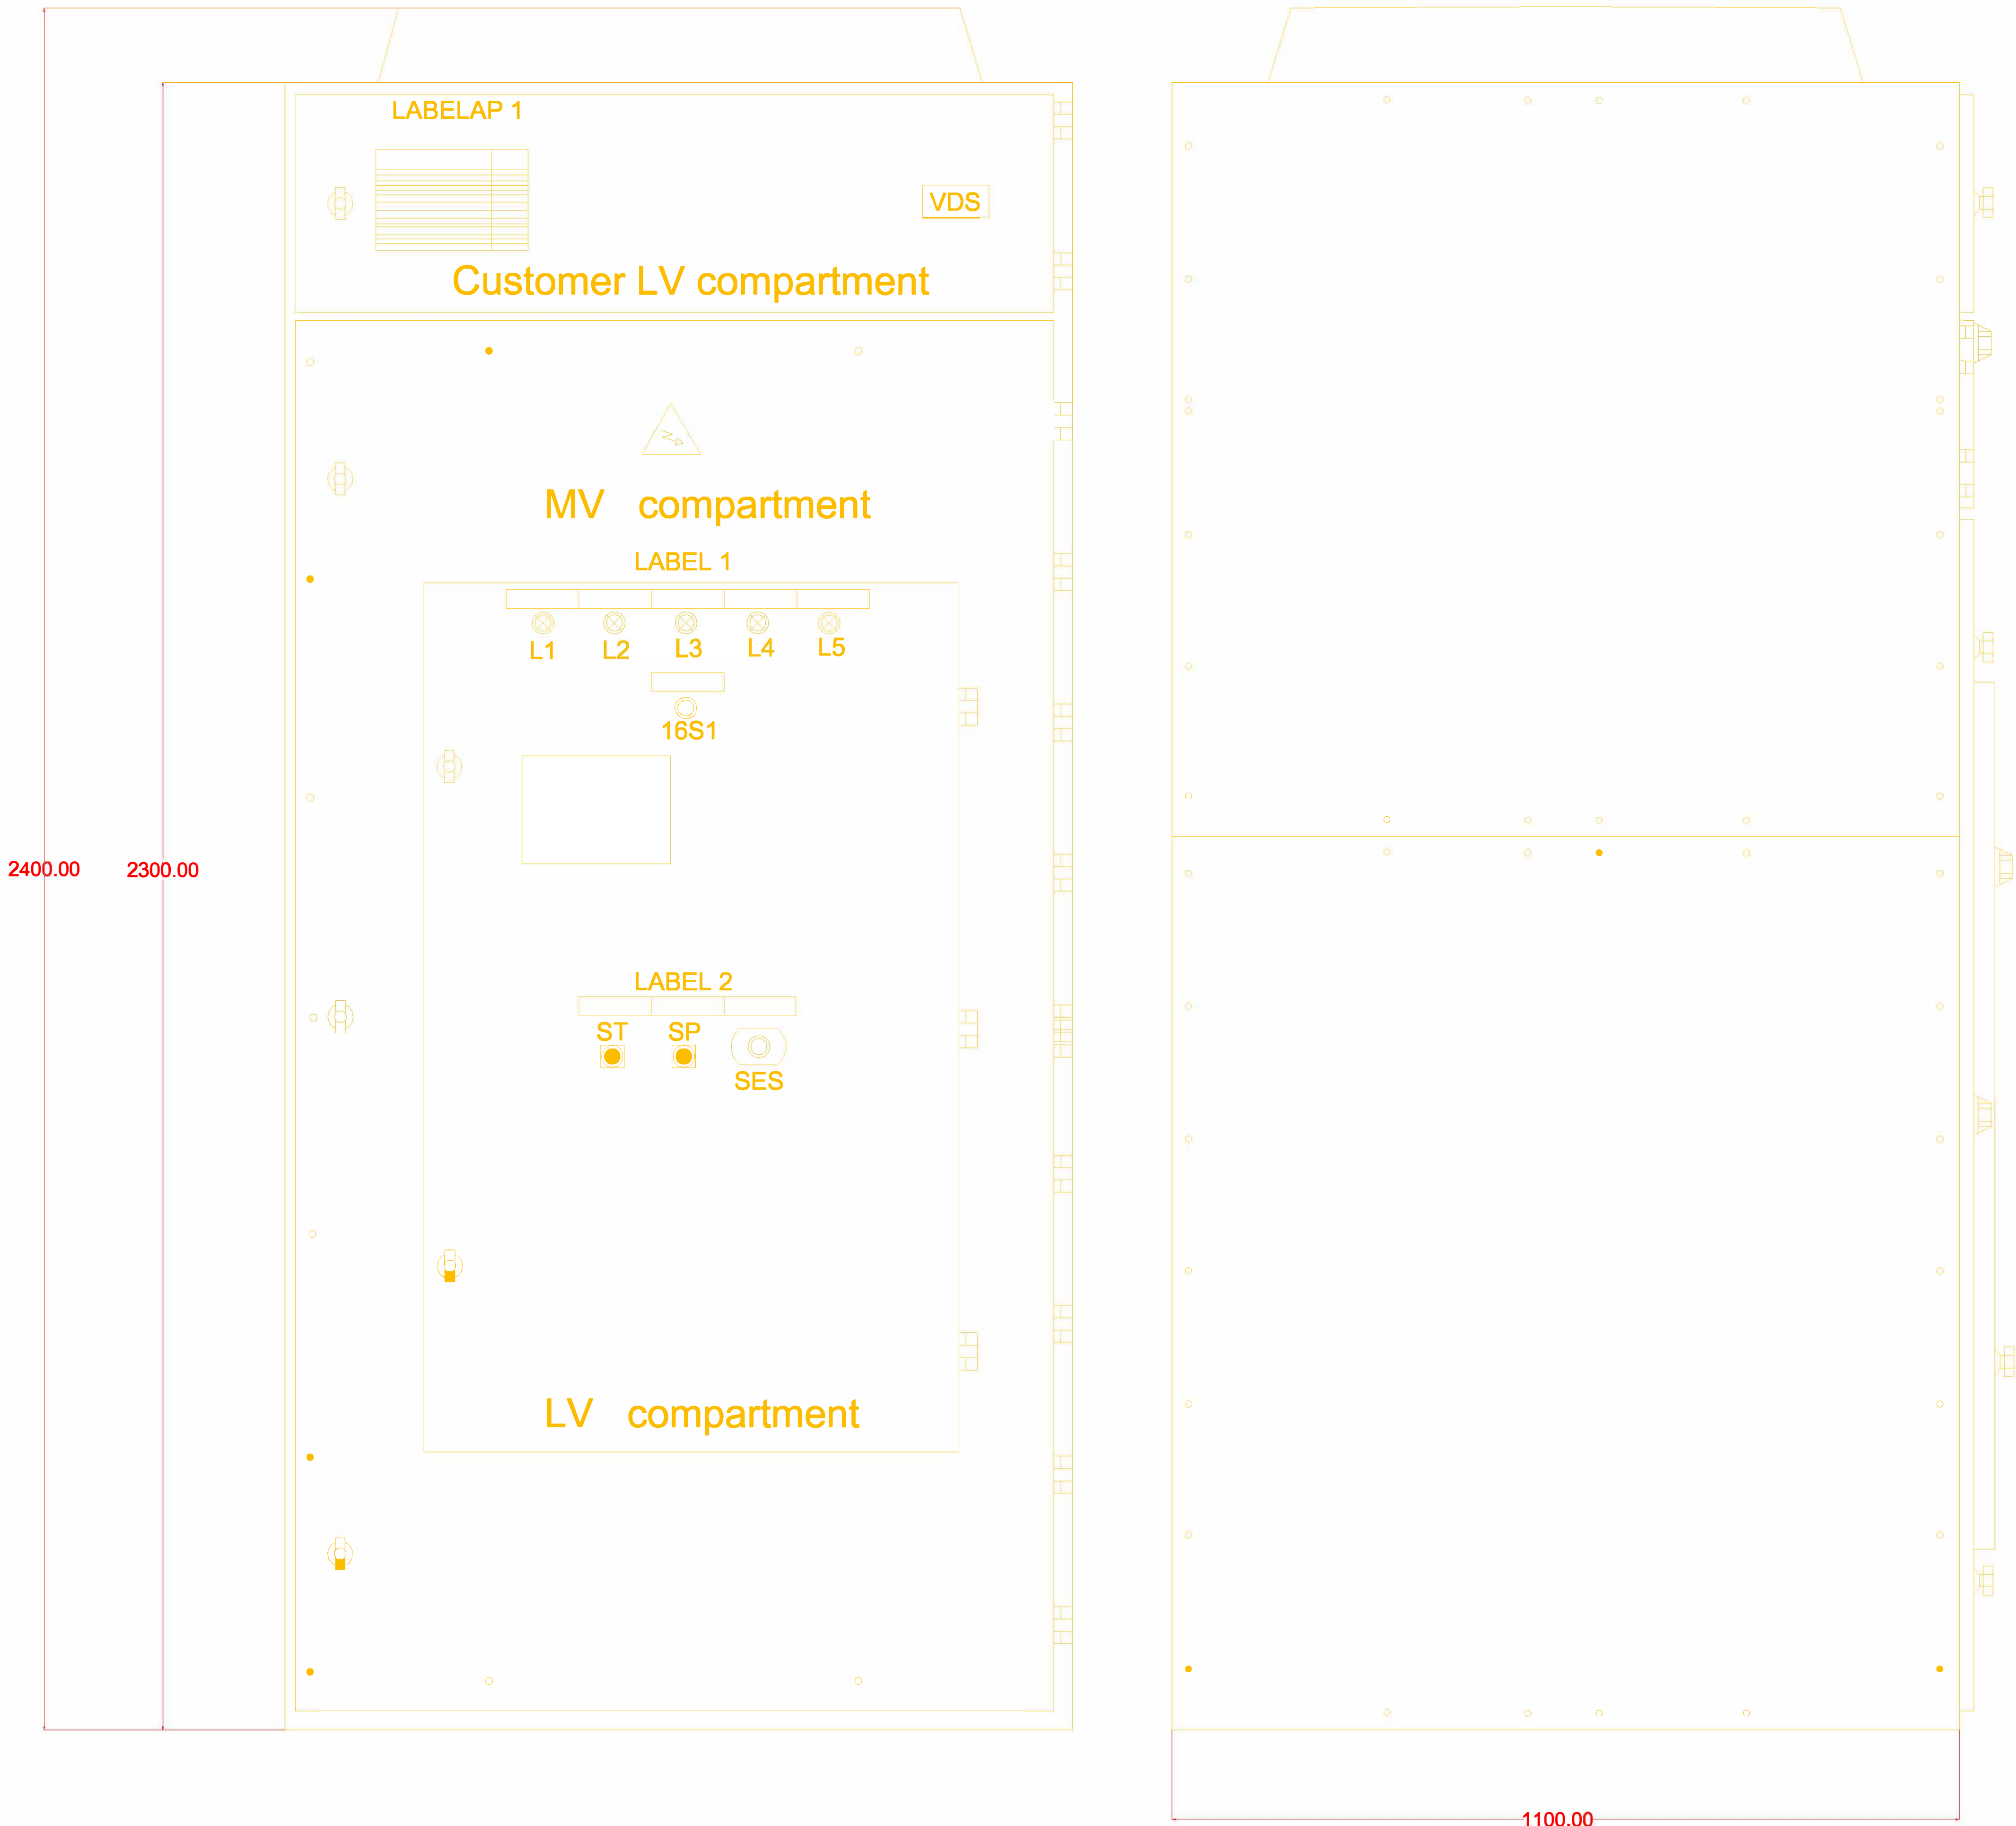 LABELAP 1
VDS
Customer LV compartment
MV compartment
LABEL 1
L1 L2 L3 L4 L5
16S1
2400.00 2300.00
LABEL 2
ST SP
SES
LV compartment
1100.00